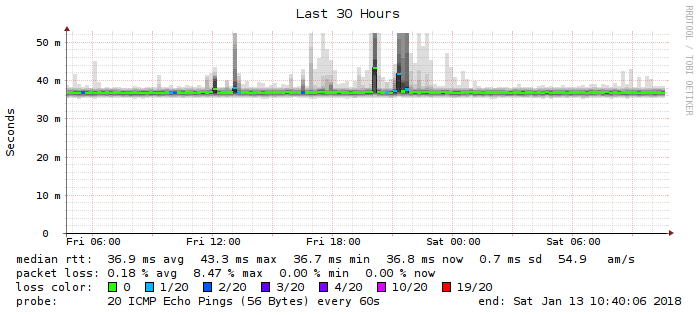 Last 30 Hours
RRDTOOL / TOBI OETIKER
Seconds
50 m
40 m
30 m
20 m
10 m
0
Fri 06:00 Fri 12:00 Fri 18:00 Sat 00:00 Sat 06:00
median rtt: 36.9 ms avg 43.3 ms max 36.7 ms min 36.8 ms now 0.7 ms sd 54.9 am/s
packet loss: 0.18 % avg 8.47 % max 0.00 % min 0.00 % now
loss color: 0 1/20 2/20 3/20 4/20 10/20 19/20
probe: 20 ICMP Echo Pings (56 Bytes) every 60s end: Sat Jan 13 10:40:06 2018